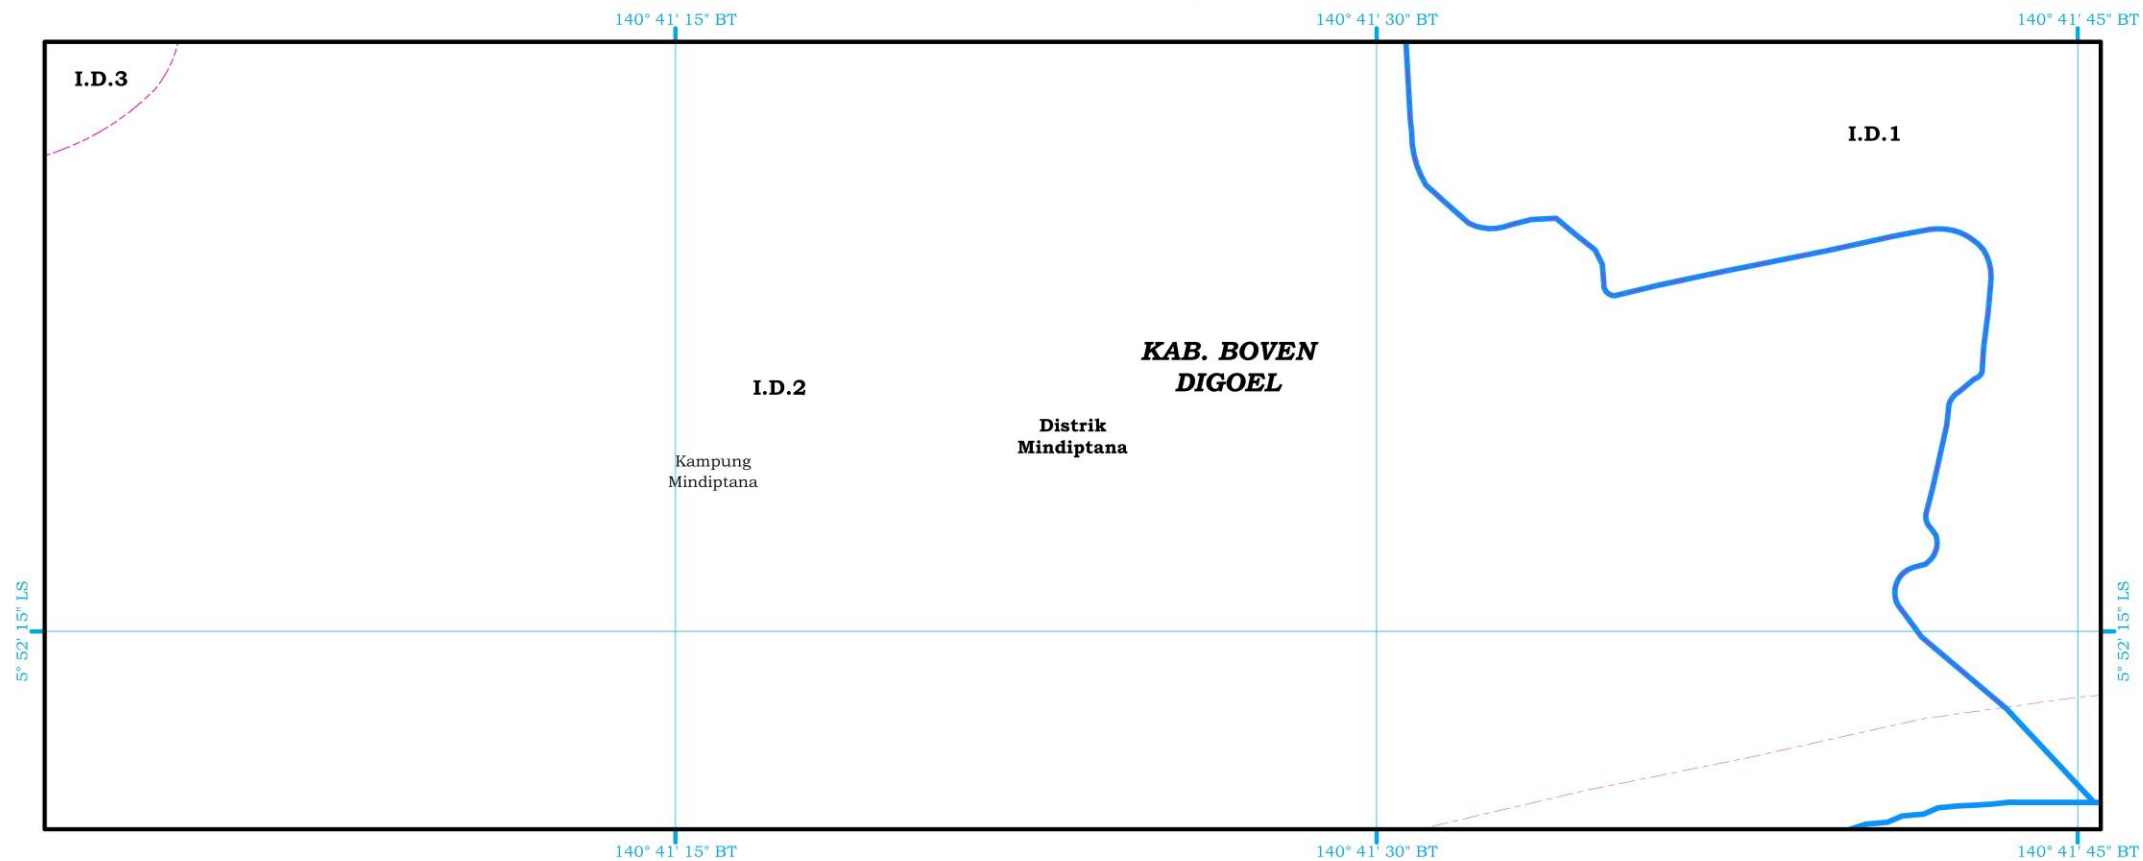 140° 41' 15" BT
140° 41' 30" BT
140° 41' 45" BT
I.D.3
I.D.1
KAB. BOVEN
DIGOEL
I.D.2
Distrik
Mindiptana
Kampung
Mindiptana
5° 52' 15" LS
5° 52' 15" LS
140° 41' 15" BT
140° 41' 30" BT
140° 41' 45" BT